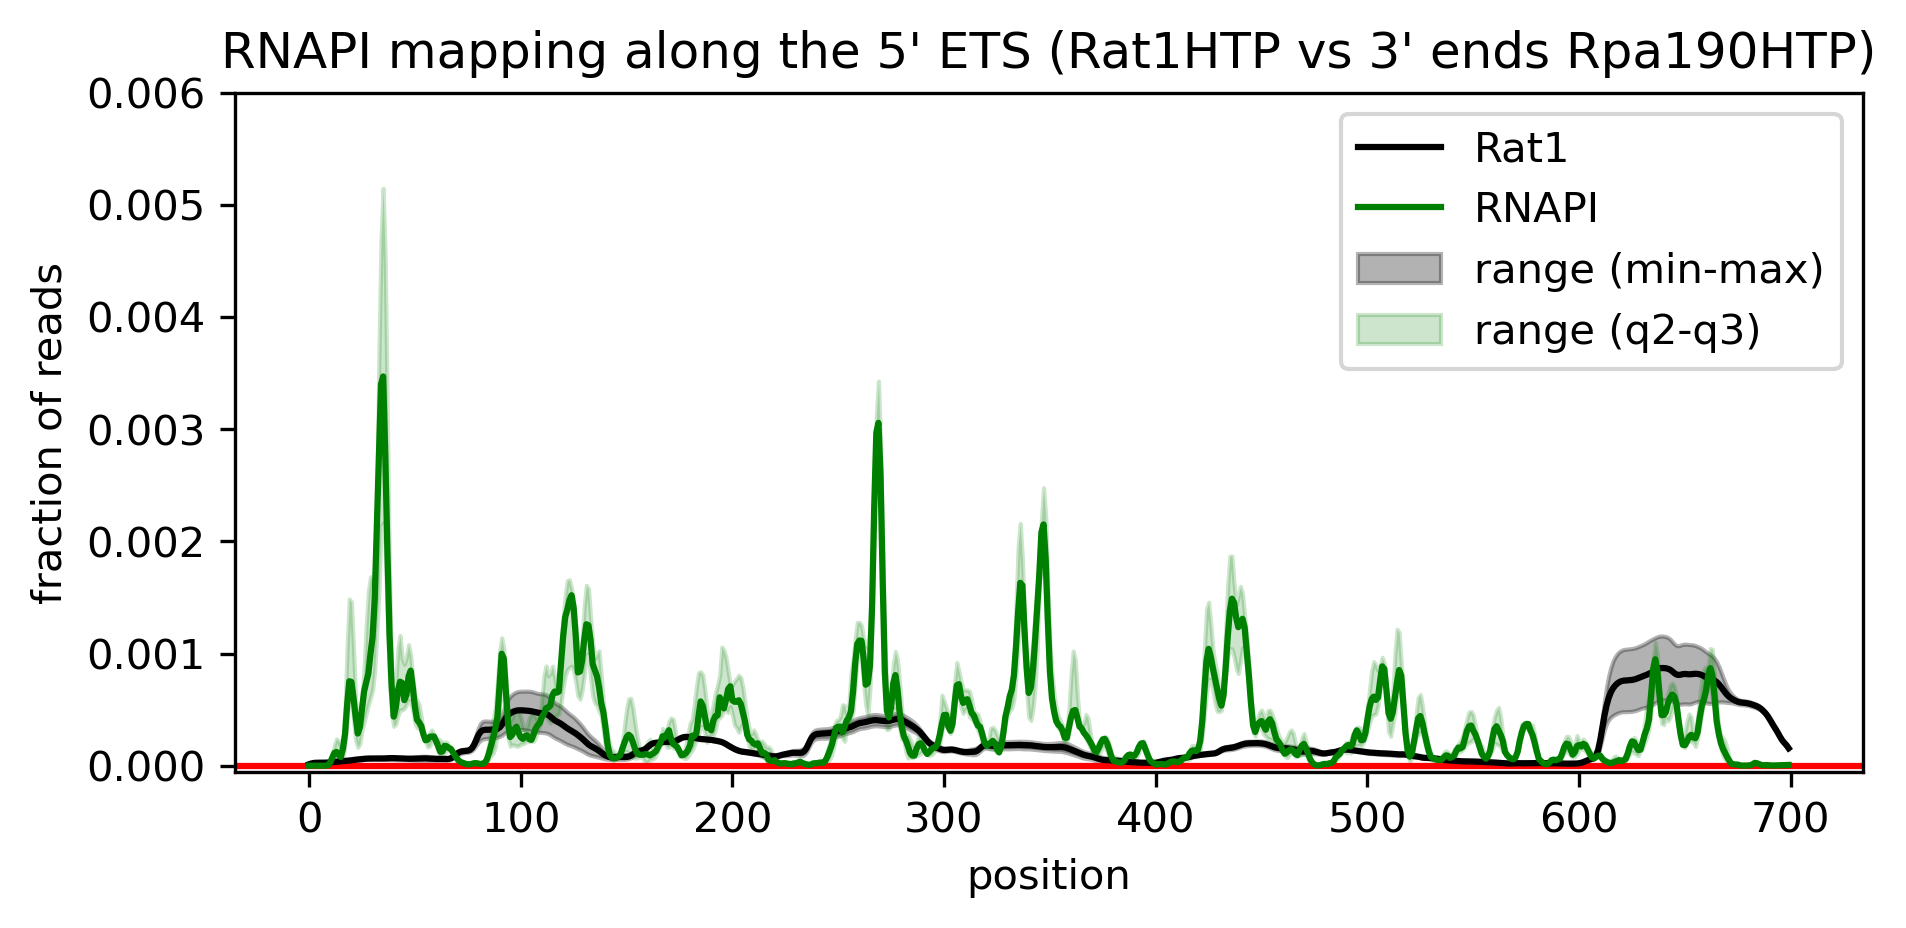 RNAPI mapping along the 5' ETS (Rat1HTP vs 3' ends Rpa190HTP)
0.006
0.005
0.004
0.003
0.002
0.001
0.000
fraction of reads
Rat1
RNAPI
range (min-max)
range (q2-q3)
0 100 200 300 400 500 600 700
position